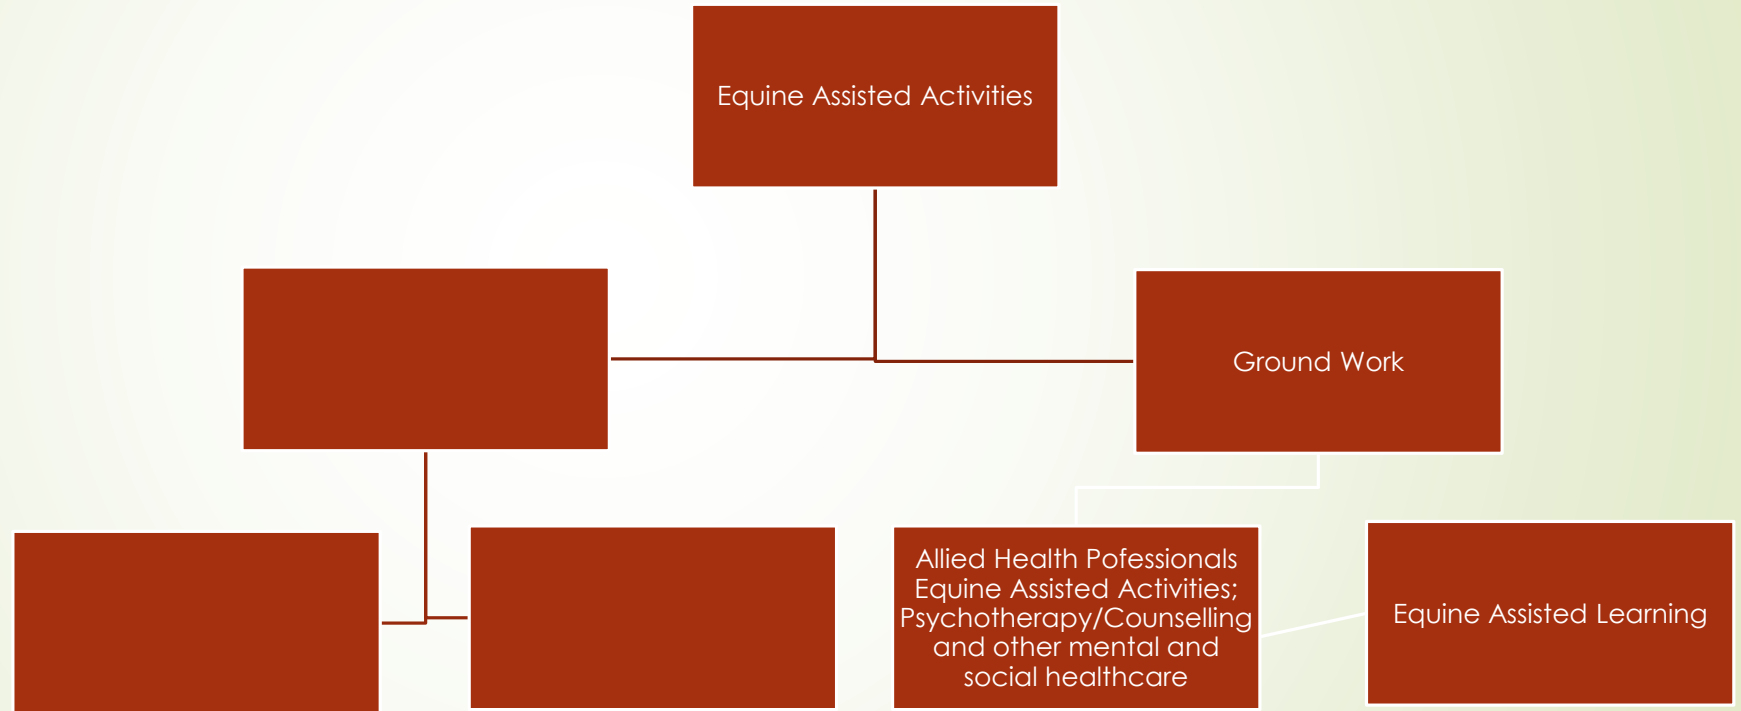 Equine Assisted Activities
Ground Work
Allied Health Pofessionals
Equine Assisted Activities;
Psychotherapy/Counselling
and other mental and
social healthcare
Equine Assisted Learning